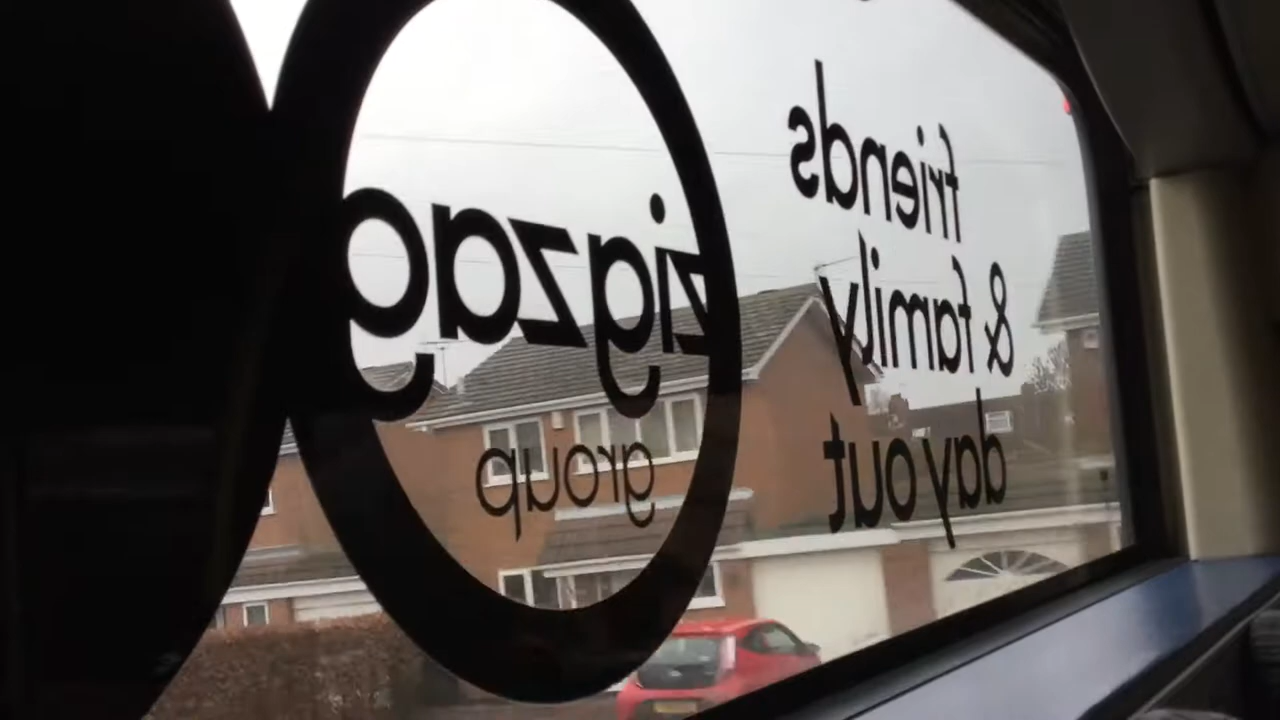 zigzag
group
friends
& family
day out